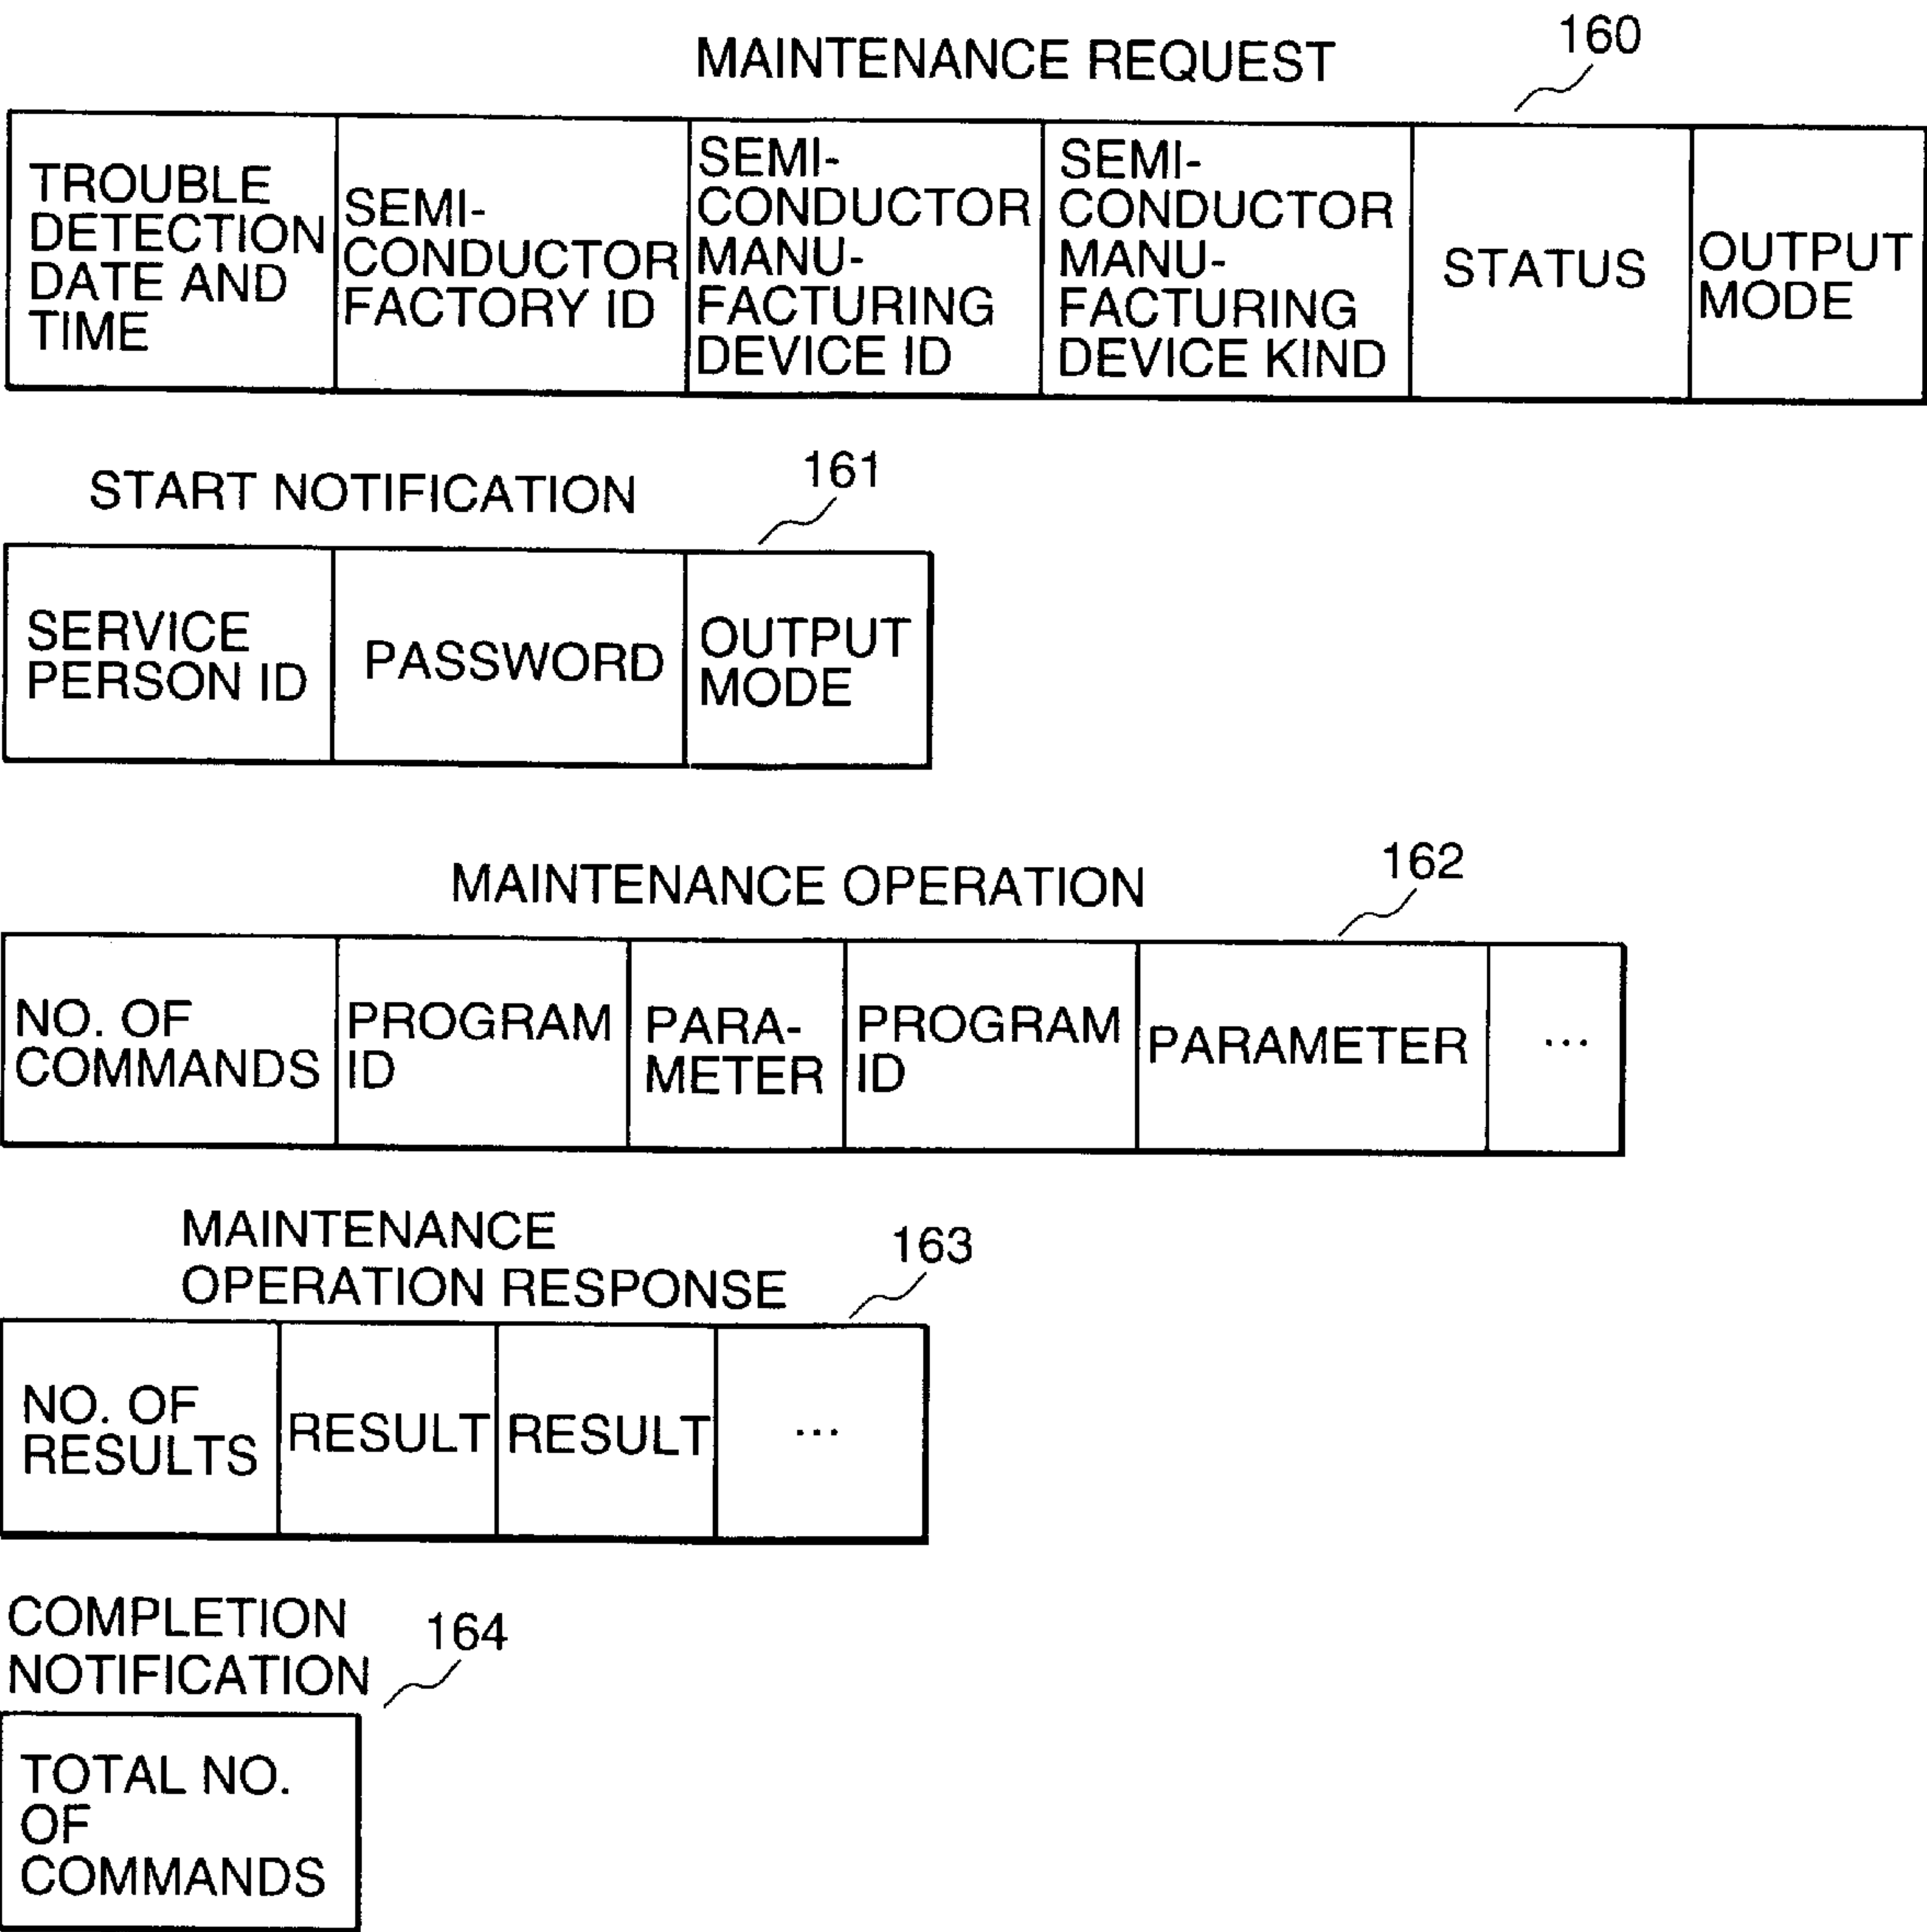 MAINTENANCE REQUEST
160
TROUBLE
DETECTION
DATE AND
TIME
SEMI-
CONDUCTOR
FACTORY ID
SEMI-
CONDUCTOR
MANU-
FACTURING
DEVICE ID
SEMI-
CONDUCTOR
MANU-
FACTURING
DEVICE KIND
STATUS
OUTPUT
MODE
START NOTIFICATION
161
SERVICE
PERSON ID
PASSWORD
OUTPUT
MODE
MAINTENANCE OPERATION
162
NO. OF
COMMANDS
PROGRAM
ID
PARA-
METER
PROGRAM
ID
PARAMETER
...
MAINTENANCE
OPERATION RESPONSE
163
NO. OF
RESULTS
RESULT
RESULT
...
COMPLETION
NOTIFICATION
164
TOTAL NO.
OF
COMMANDS